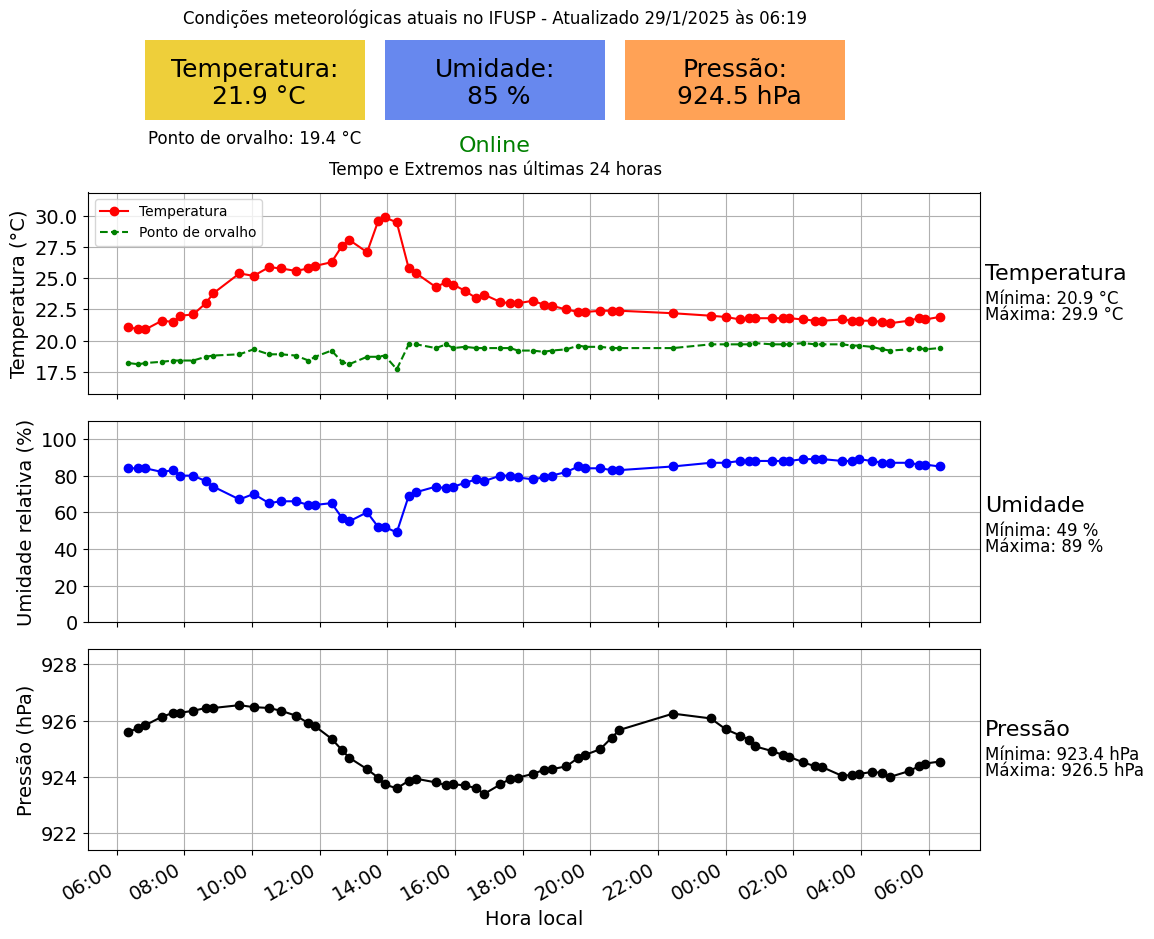 Condições meteorológicas atuais no IFUSP - Atualizado 29/1/2025 às 06:19
Temperatura:
21.9 °C
Umidade:
85 %
Pressão:
924.5 hPa
Ponto de orvalho: 19.4 °C
Online
Tempo e Extremos nas últimas 24 horas
Temperatura (°C)
30.0
27.5
25.0
22.5
20.0
17.5
Temperatura
Ponto de orvalho
Temperatura
Mínima: 20.9 °C
Máxima: 29.9 °C
Umidade relativa (%)
100
80
60
40
20
0
Umidade
Mínima: 49 %
Máxima: 89 %
Pressão (hPa)
928
926
924
922
Pressão
Mínima: 923.4 hPa
Máxima: 926.5 hPa
06:00 08:00 10:00 12:00 14:00 16:00 18:00 20:00 22:00 00:00 02:00 04:00 06:00
Hora local